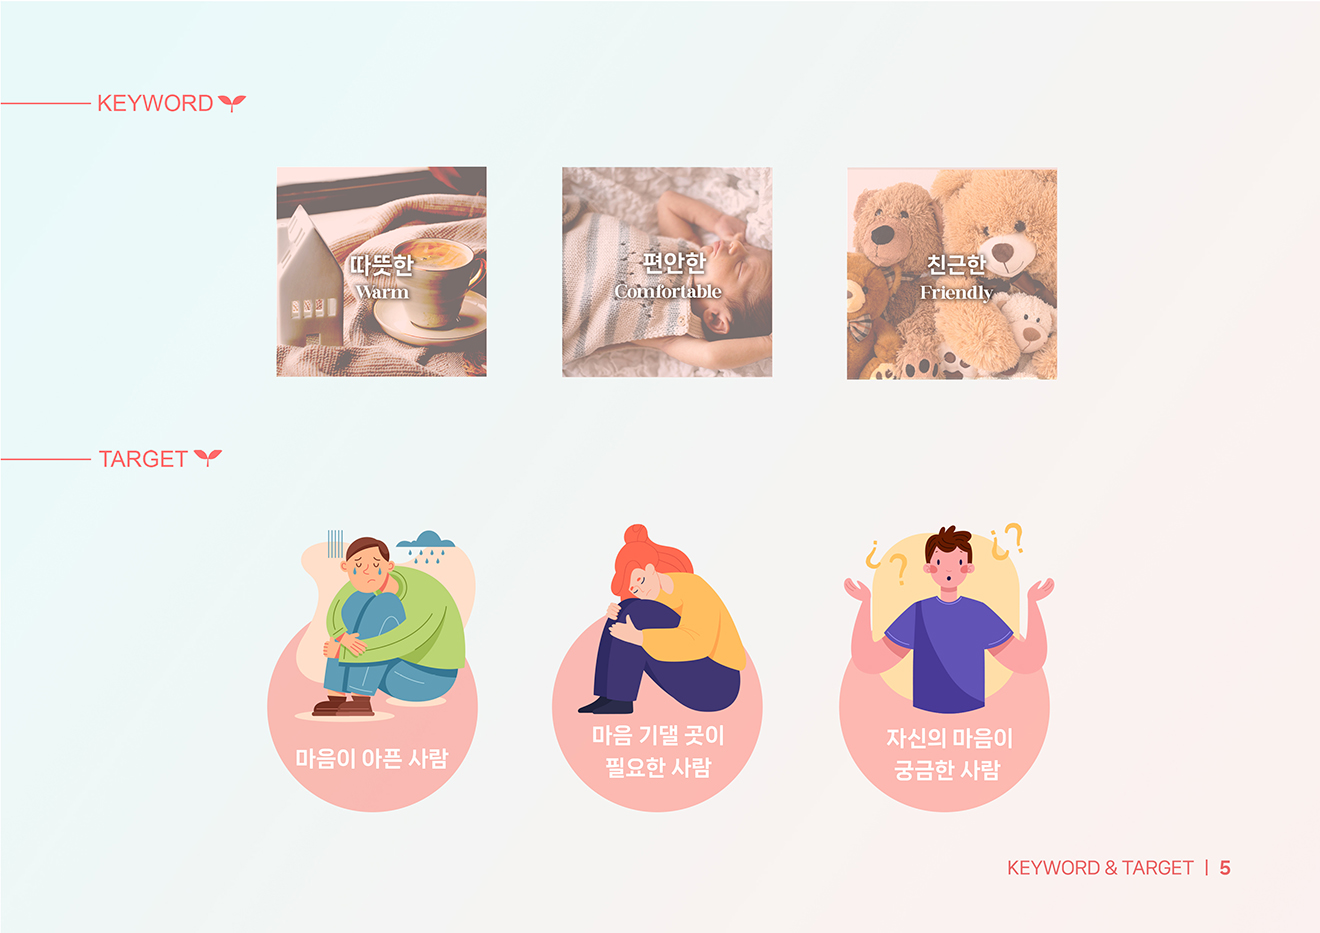 KEYWORD
따뜻한
Warm
편안한
Comfortable
친근한
Friendly
TARGET
¿?
¿?
마음이 아픈 사람
마음 기댈 곳이
필요한 사람
자신의 마음이
궁금한 사람
KEYWORD & TARGET | 5